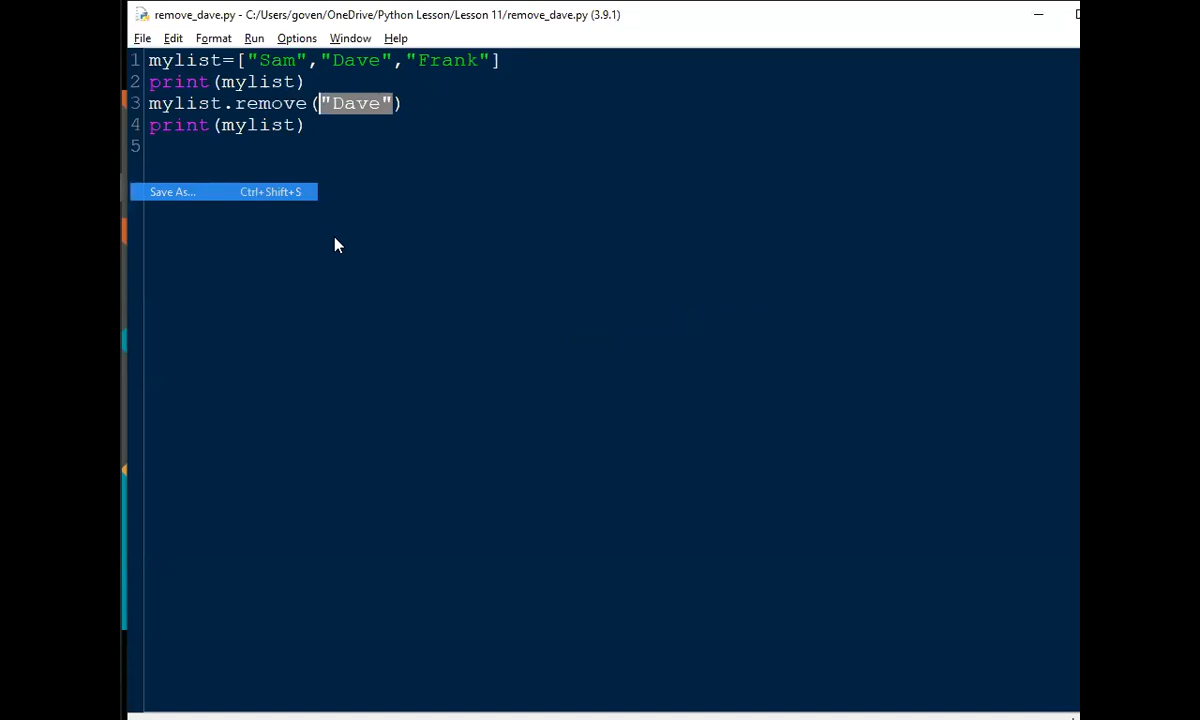 remove_dave.py - C:/Users/goven/OneDrive/Python Lesson/Lesson 11/remove_dave.py (3.9.1)
File Edit Format Run Options Window Help
1 mylist=["Sam","Dave","Frank"]
2 print(mylist)
3 mylist.remove("Dave")
4 print(mylist)
5
Save As... Ctrl+Shift+S